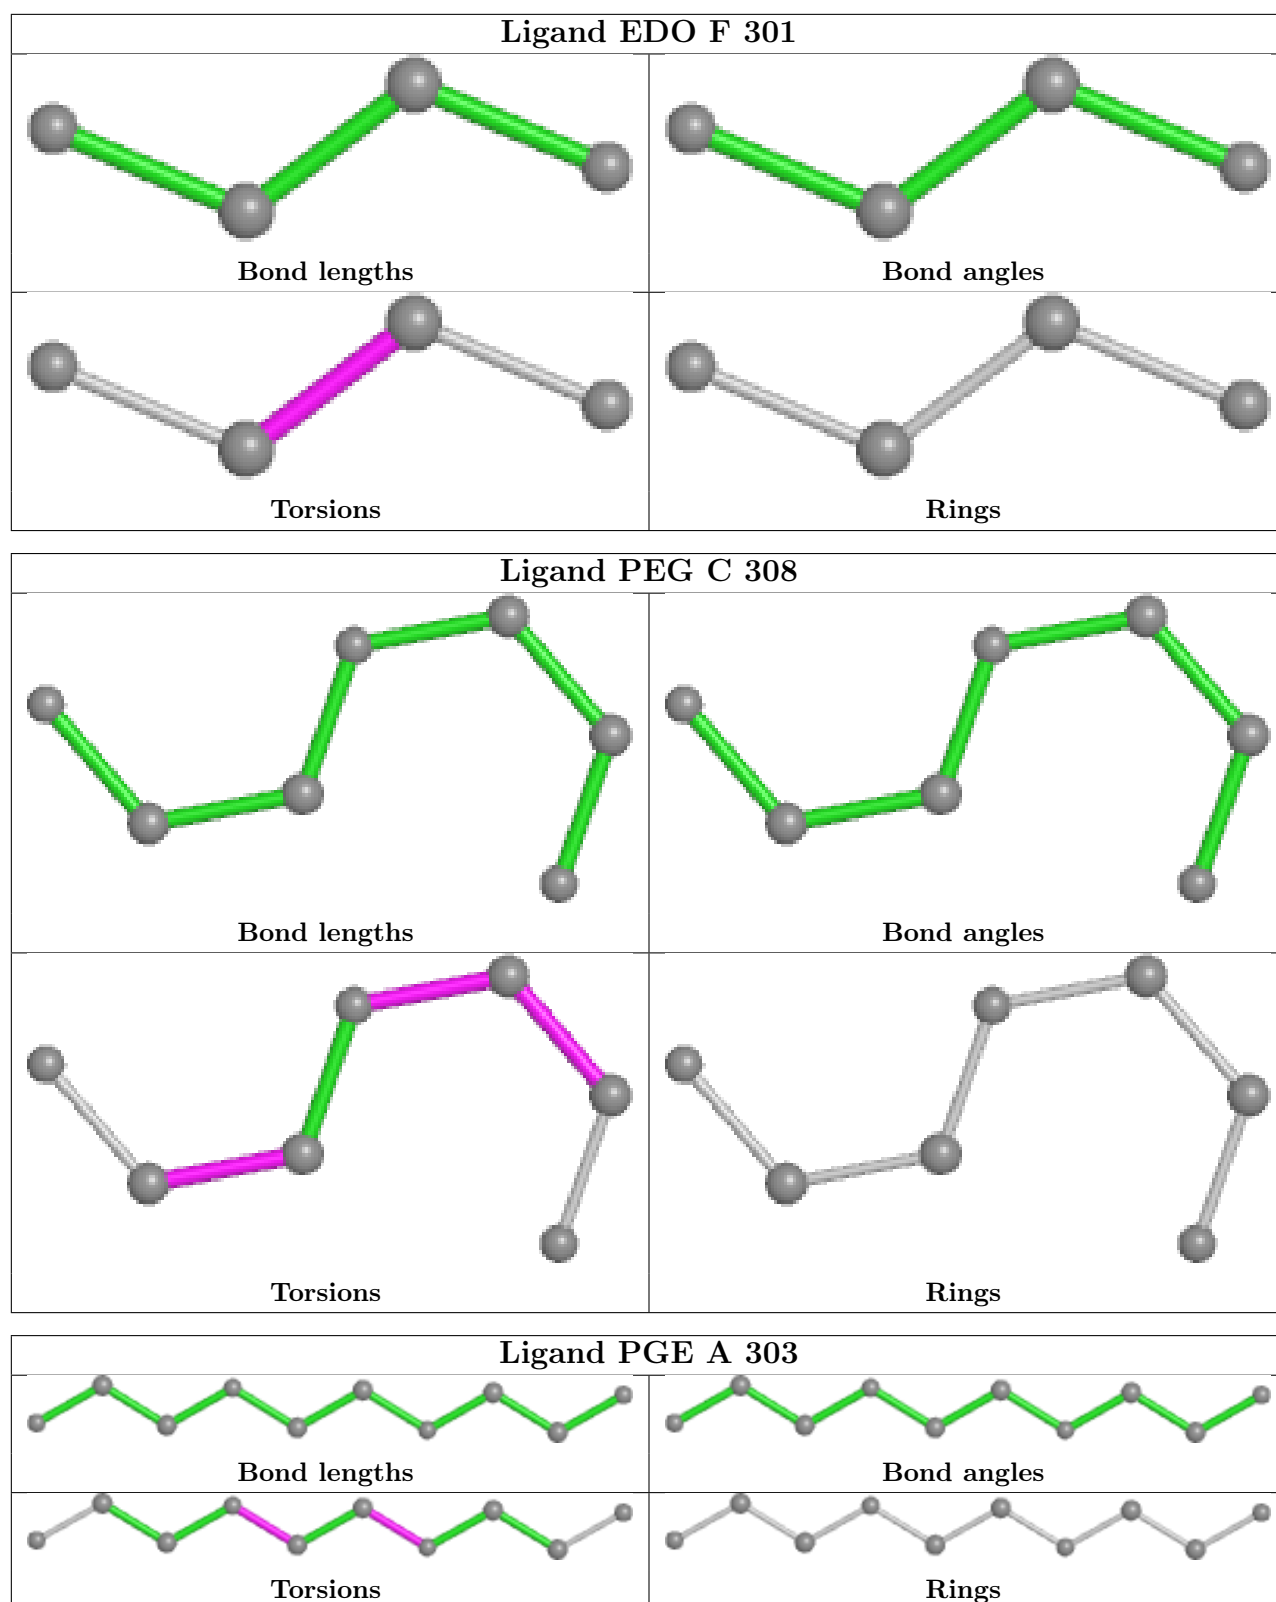 Ligand EDO F 301
Bond lengths
Bond angles
Torsions
Rings
Ligand PEG C 308
Bond lengths
Bond angles
Torsions
Rings
Ligand PGE A 303
Bond lengths
Bond angles
Torsions
Rings